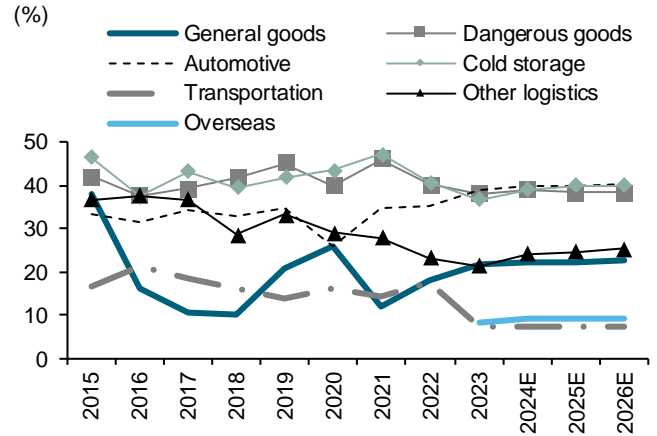 (%)
General goods
Dangerous goods
Automotive
Cold storage
Transportation
Other logistics
Overseas
50
40
30
20
10
0
2015
2016
2017
2018
2019
2020
2021
2022
2023
2024E
2025E
2026E